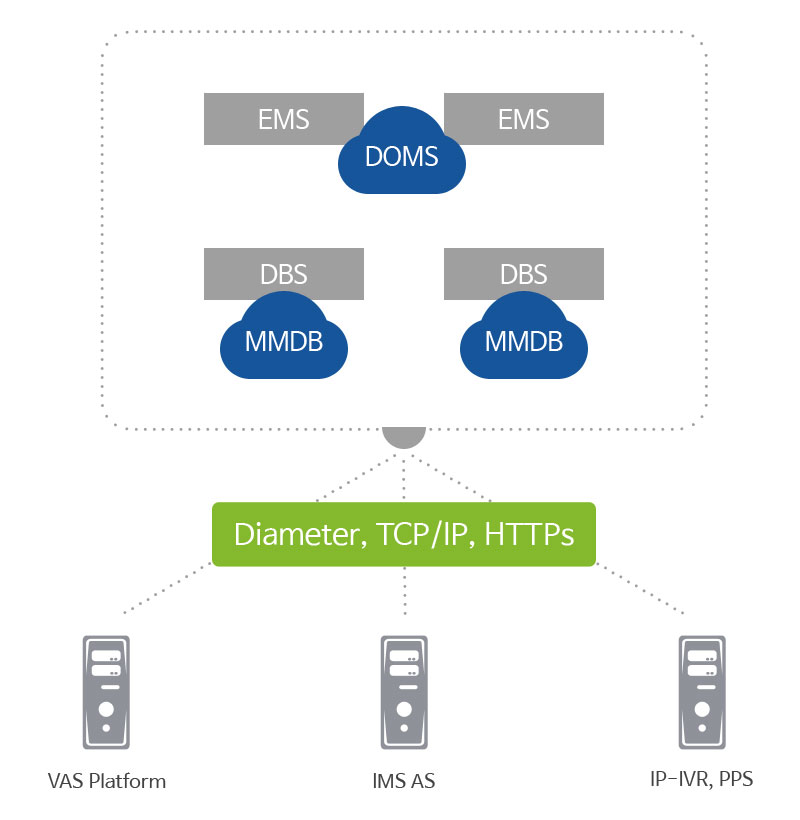 EMS
DOMS
EMS
DBS
DBS
MMDB
MMDB
Diameter, TCP/IP, HTTPs
VAS Platform
IMS AS
IP-IVR, PPS